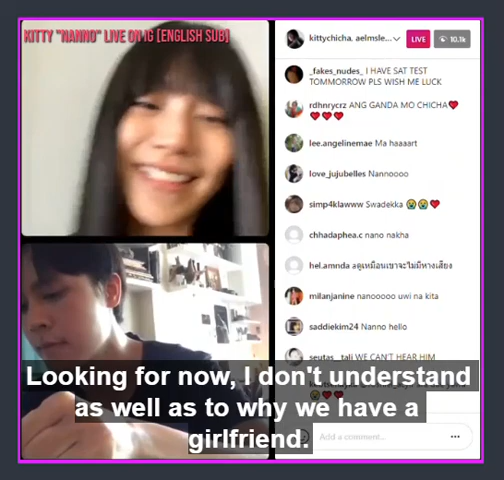 KITTY "NANNO" LIVE ON IG [ENGLISH SUB]
kittychicha, aelmsle...
LIVE
10.1k
_fakes_nudes_ I HAVE SAT TEST
TOMORROW PLS WISH ME LUCK
rdhnrycrz ANG GANDA MO CHICHA❤️
❤️❤️❤️
lee.angelinemae Ma haaart
love_jujubelles Nannoooo
simp4klawww Swadekka 😭😭❤️
chhadaphea.c nano nakha
hel.amnda aดูเหมือนเขาจะไม่มีหางเสียง
milanjanine nanooooo uwi na kita
saddiekim24 Nanno hello
seutas__tali WE CAN'T HEAR HIM
Looking for now, I don't understand
as well as to why we have a
girlfriend.
Add a comment...